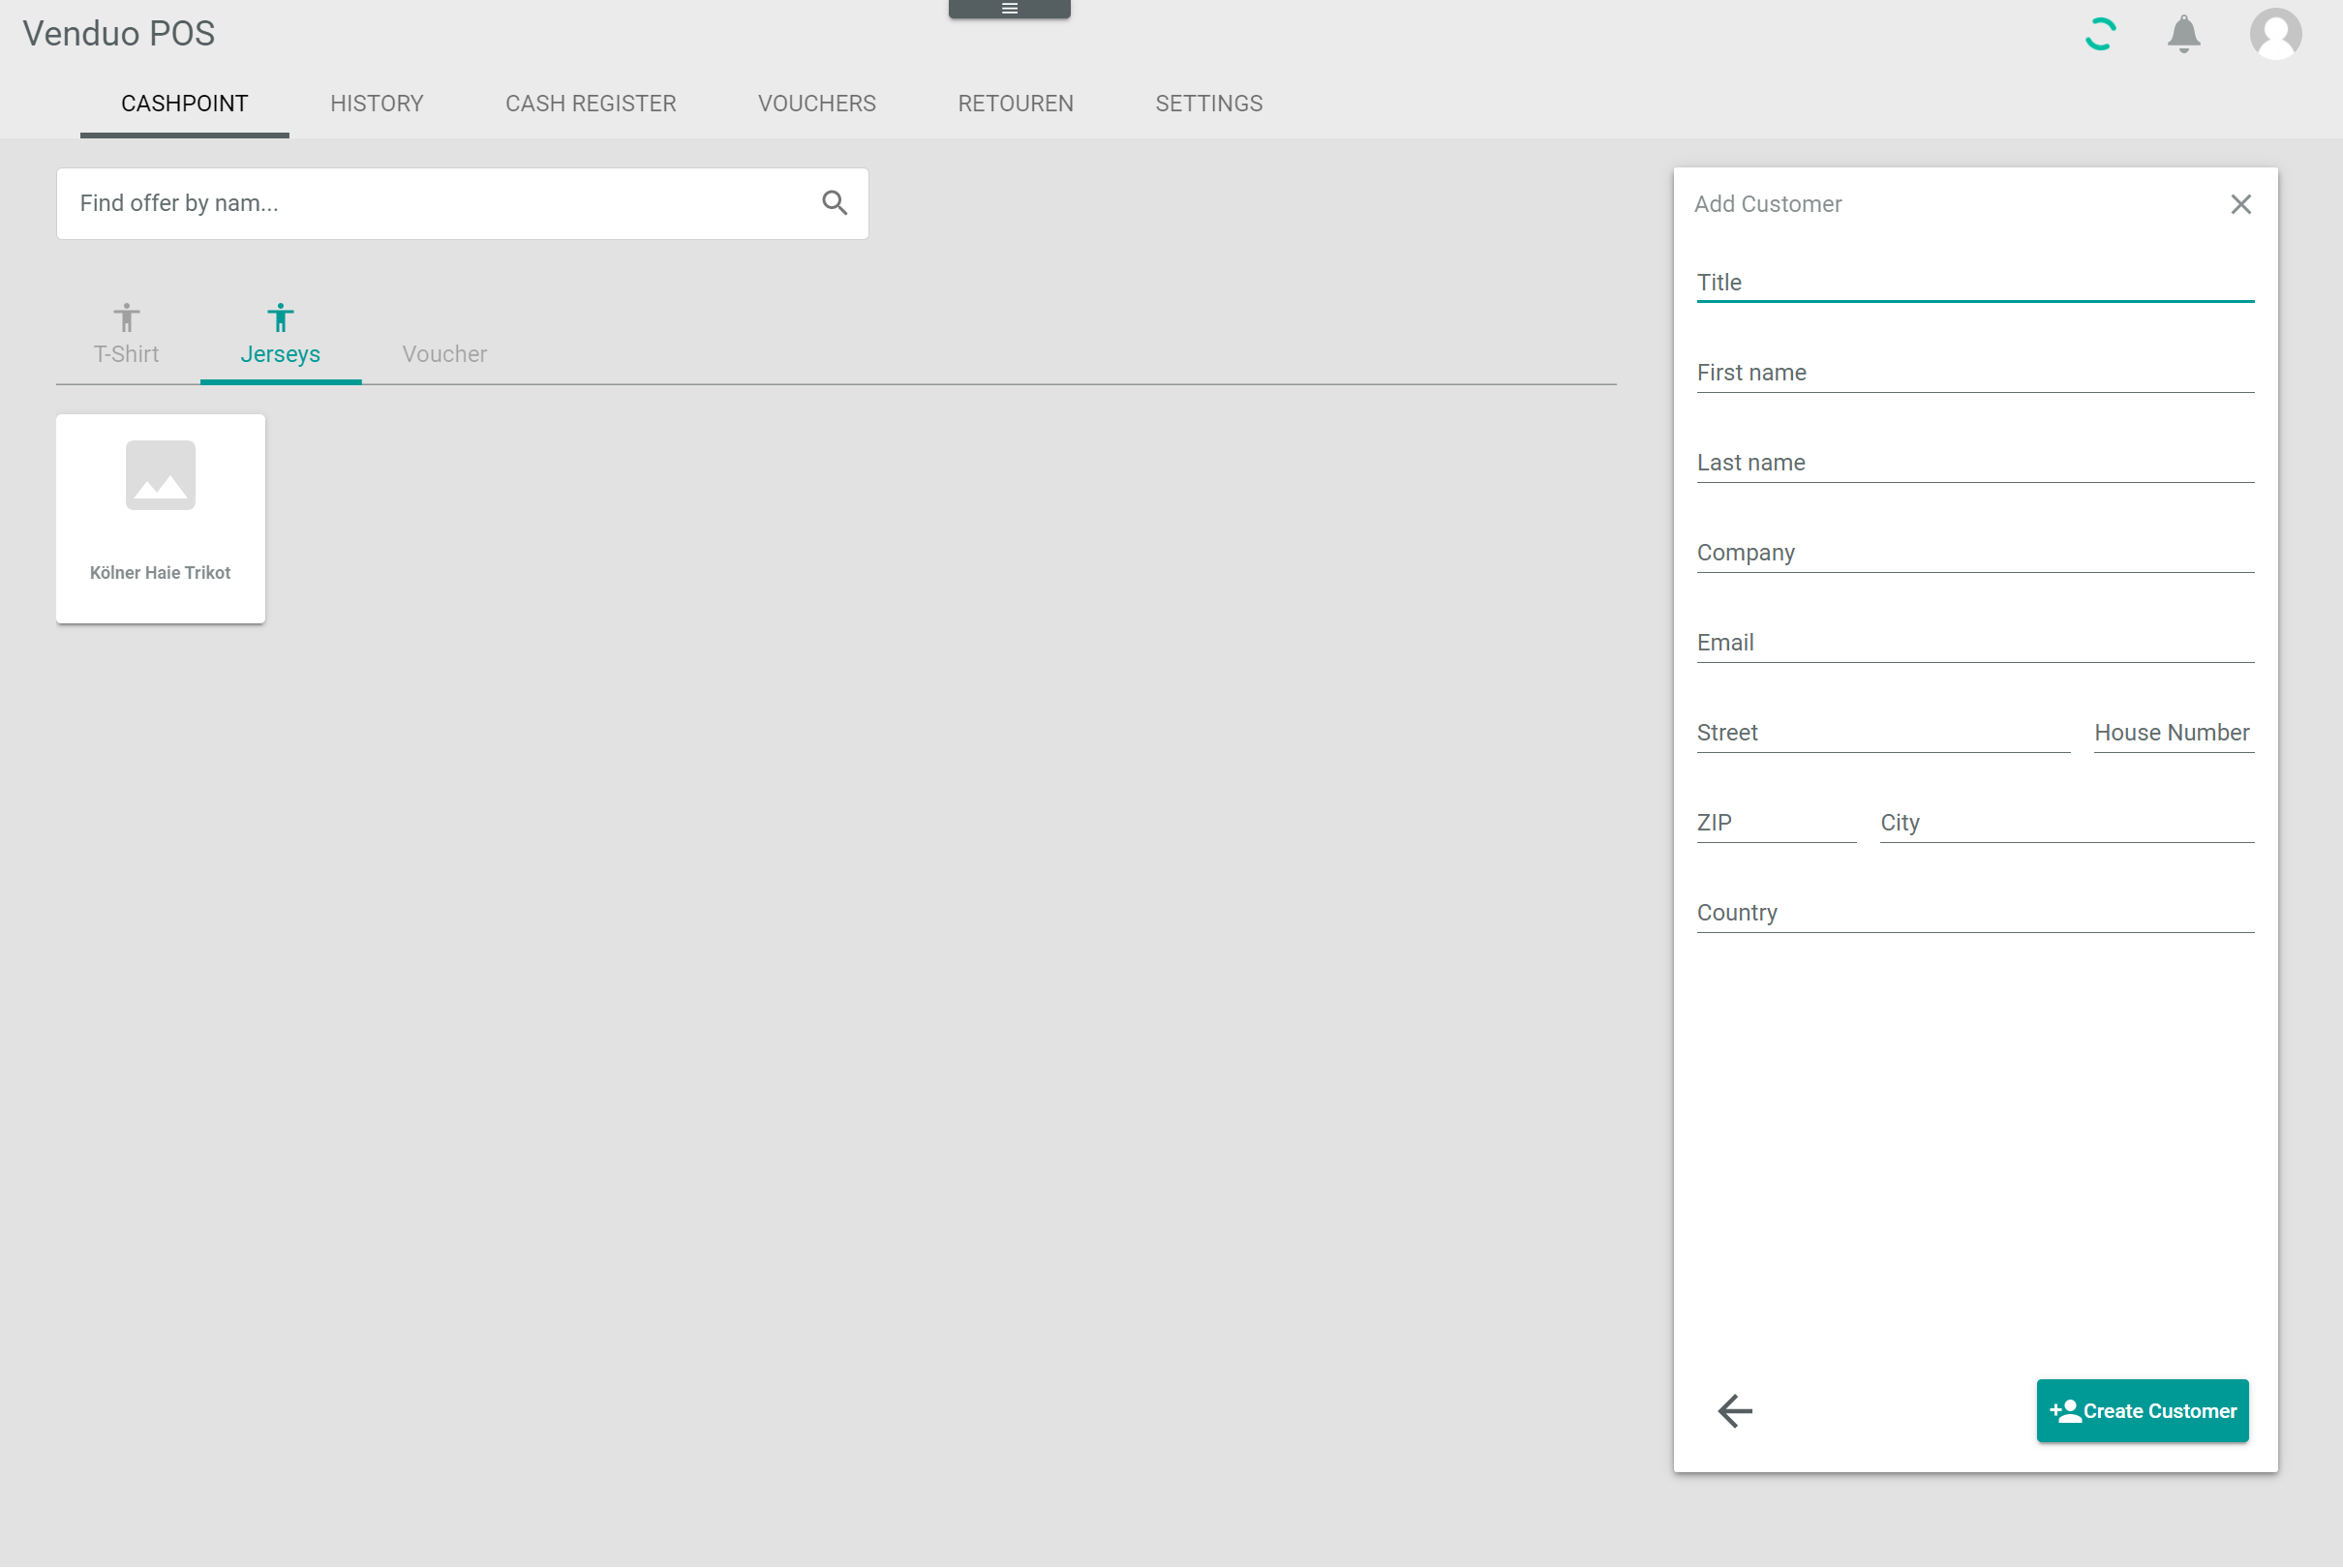 Venduo POS
CASHPOINT HISTORY CASH REGISTER VOUCHERS RETOUREN SETTINGS
Find offer by nam...
T-Shirt Jerseys Voucher
Kölner Haie Trikot
Add Customer
Title
First name
Last name
Company
Email
Street House Number
ZIP City
Country
Create Customer